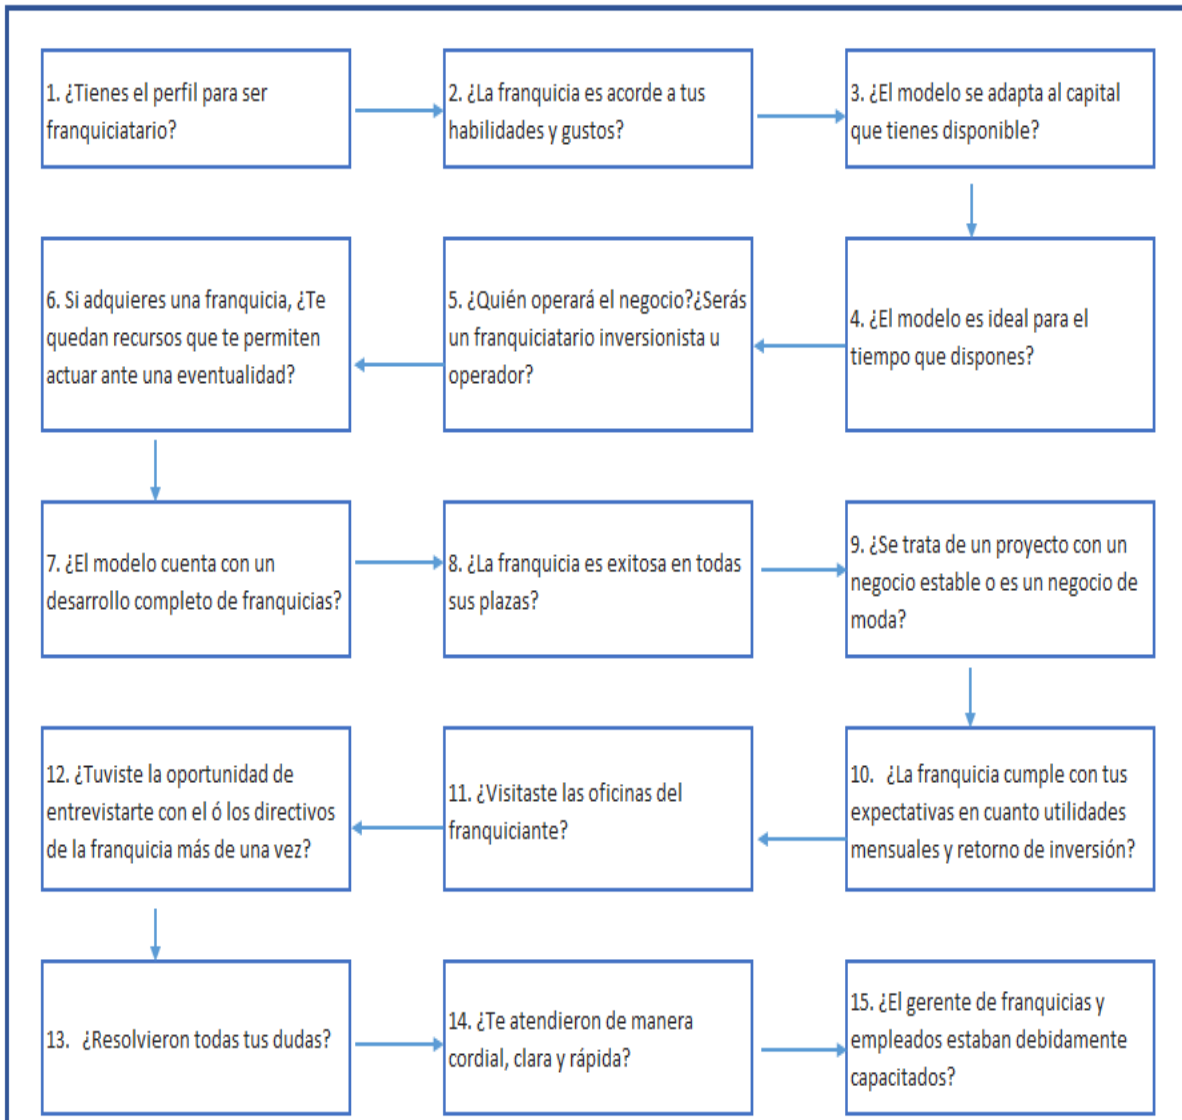 1. ¿Tienes el perfil para ser
franquiciatario?
2. ¿La franquicia es acorde a tus
habilidades y gustos?
3. ¿El modelo se adapta al capital
que tienes disponible?
4. ¿El modelo es ideal para el
tiempo que dispones?
5. ¿Quién operará el negocio?¿Serás
un franquiciatario inversionista u
operador?
6. Si adquieres una franquicia, ¿Te
quedan recursos que te permiten
actuar ante una eventualidad?
7. ¿El modelo cuenta con un
desarrollo completo de franquicias?
8. ¿La franquicia es exitosa en todas
sus plazas?
9. ¿Se trata de un proyecto con un
negocio estable o es un negocio de
moda?
10. ¿La franquicia cumple con tus
expectativas en cuanto utilidades
mensuales y retorno de inversión?
11. ¿Visitaste las oficinas del
franquiciante?
12. ¿Tuviste la oportunidad de
entrevistarte con el ó los directivos
de la franquicia más de una vez?
13. ¿Resolvieron todas tus dudas?
14. ¿Te atendieron de manera
cordial, clara y rápida?
15. ¿El gerente de franquicias y
empleados estaban debidamente
capacitados?